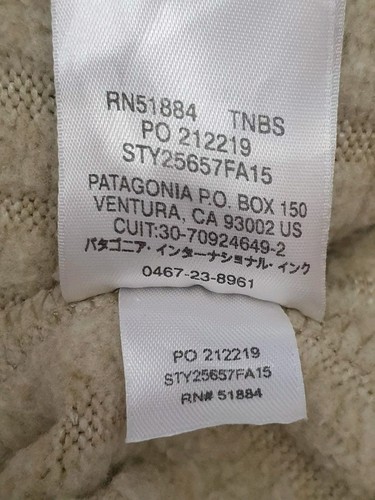 RN51884 TNBS
PO 212219
STY25657FA15
PATAGONIA P.O. BOX 150
VENTURA, CA 93002 US
CUIT:30-70924649-2
パタゴニア・インターナショナル・インク
0467-23-8961
PO 212219
STY25657FA15
RN# 51884